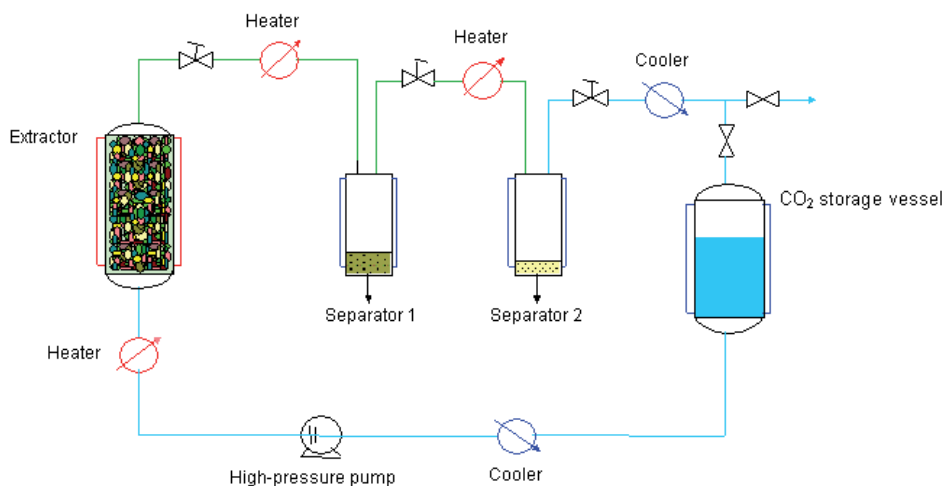 Heater
Heater
Cooler
Extractor
CO₂ storage vessel
Separator 1
Separator 2
Heater
High-pressure pump
Cooler